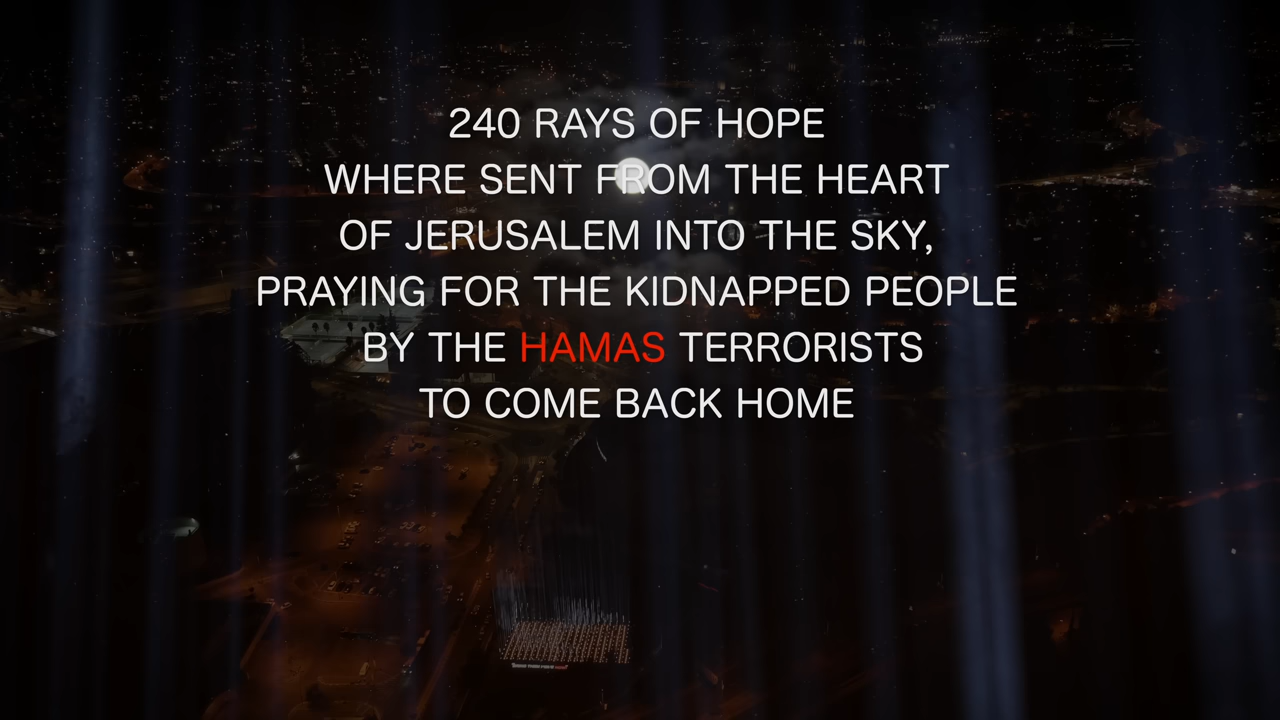 240 RAYS OF HOPE
WHERE SENT FROM THE HEART
OF JERUSALEM INTO THE SKY,
PRAYING FOR THE KIDNAPPED PEOPLE
BY THE HAMAS TERRORISTS
TO COME BACK HOME